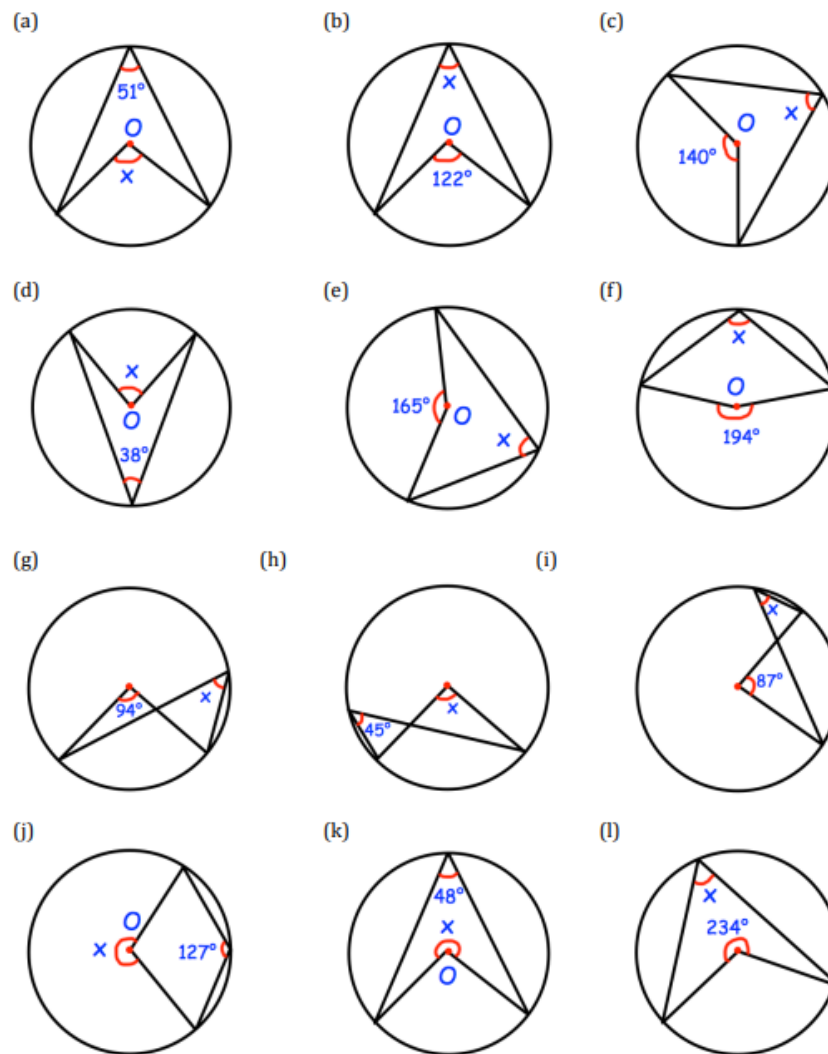 (a)
51°
O
x
(b)
x
O
122°
(c)
x
O
140°
(d)
x
O
38°
(e)
165°
O
x
(f)
x
O
194°
(g)
94°
x
(h)
45°
x
(i)
x
87°
(j)
O
x
127°
(k)
48°
x
O
(l)
x
234°